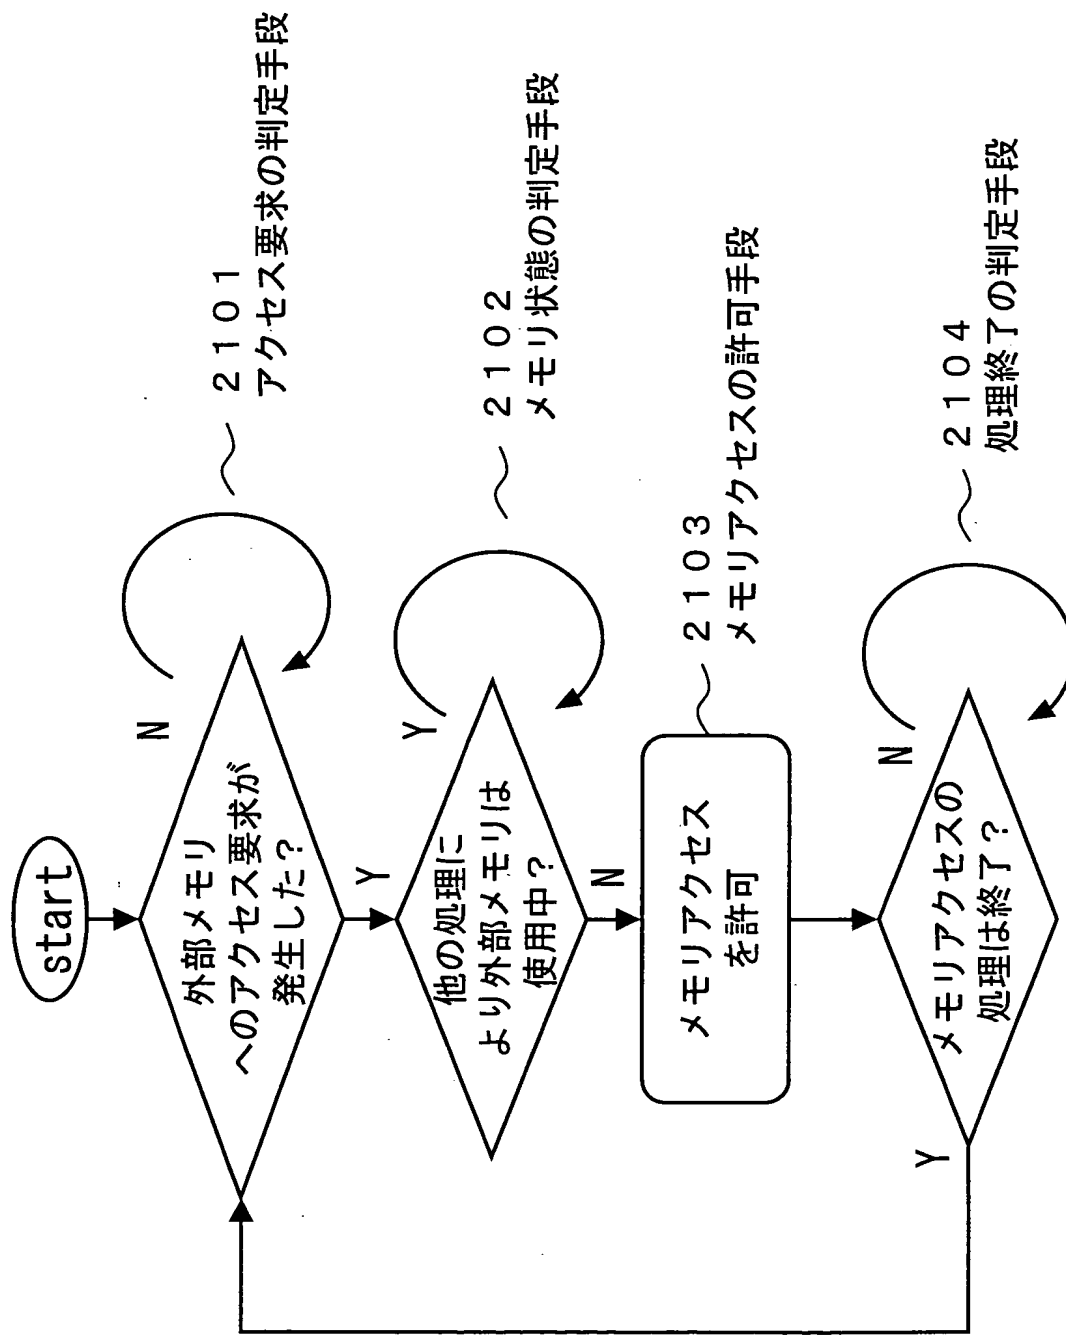 start
外部メモリ
へのアクセス要求が
発生した?
N
Y
2101
アクセス要求の判定手段
他の処理に
より外部メモリは
使用中?
Y
N
2102
メモリ状態の判定手段
メモリアクセス
を許可
2103
メモリアクセスの許可手段
メモリアクセスの
処理は終了?
N
Y
2104
処理終了の判定手段